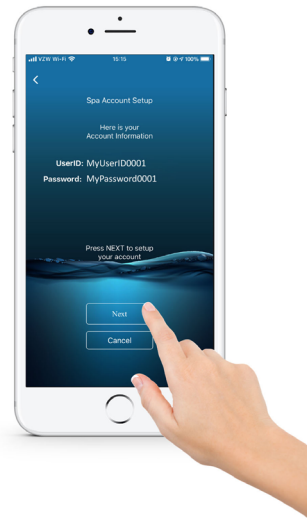 VZW Wi-Fi 15:15 100%
Spa Account Setup
Here is your
Account Information
UserID: MyUserID0001
Password: MyPassword0001
Press NEXT to setup
your account
Next
Cancel